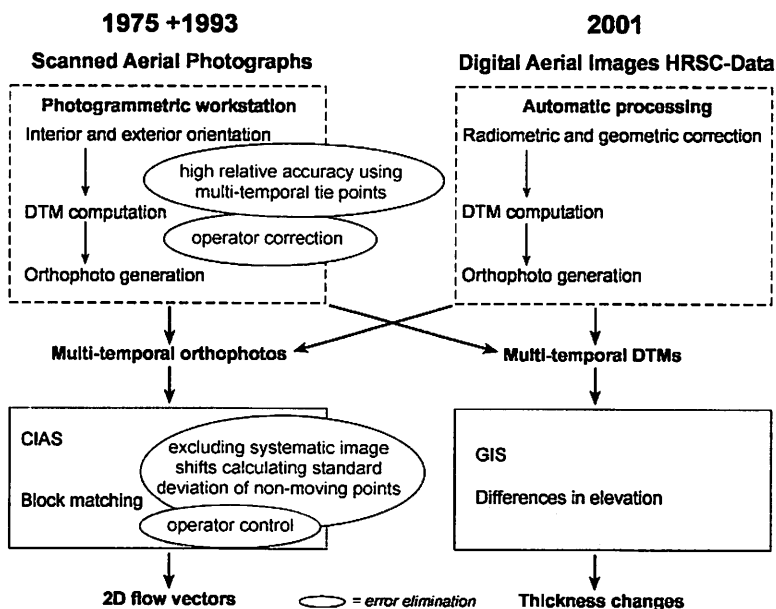 1975 +1993
Scanned Aerial Photographs
Photogrammetric workstation
Interior and exterior orientation
high relative accuracy using
multi-temporal tie points
DTM computation
operator correction
Orthophoto generation
2001
Digital Aerial Images HRSC-Data
Automatic processing
Radiometric and geometric correction
DTM computation
Orthophoto generation
Multi-temporal orthophotos
Multi-temporal DTMs
CIAS
excluding systematic image
shifts calculating standard
deviation of non-moving points
Block matching
operator control
GIS
Differences in elevation
2D flow vectors
= error elimination
Thickness changes